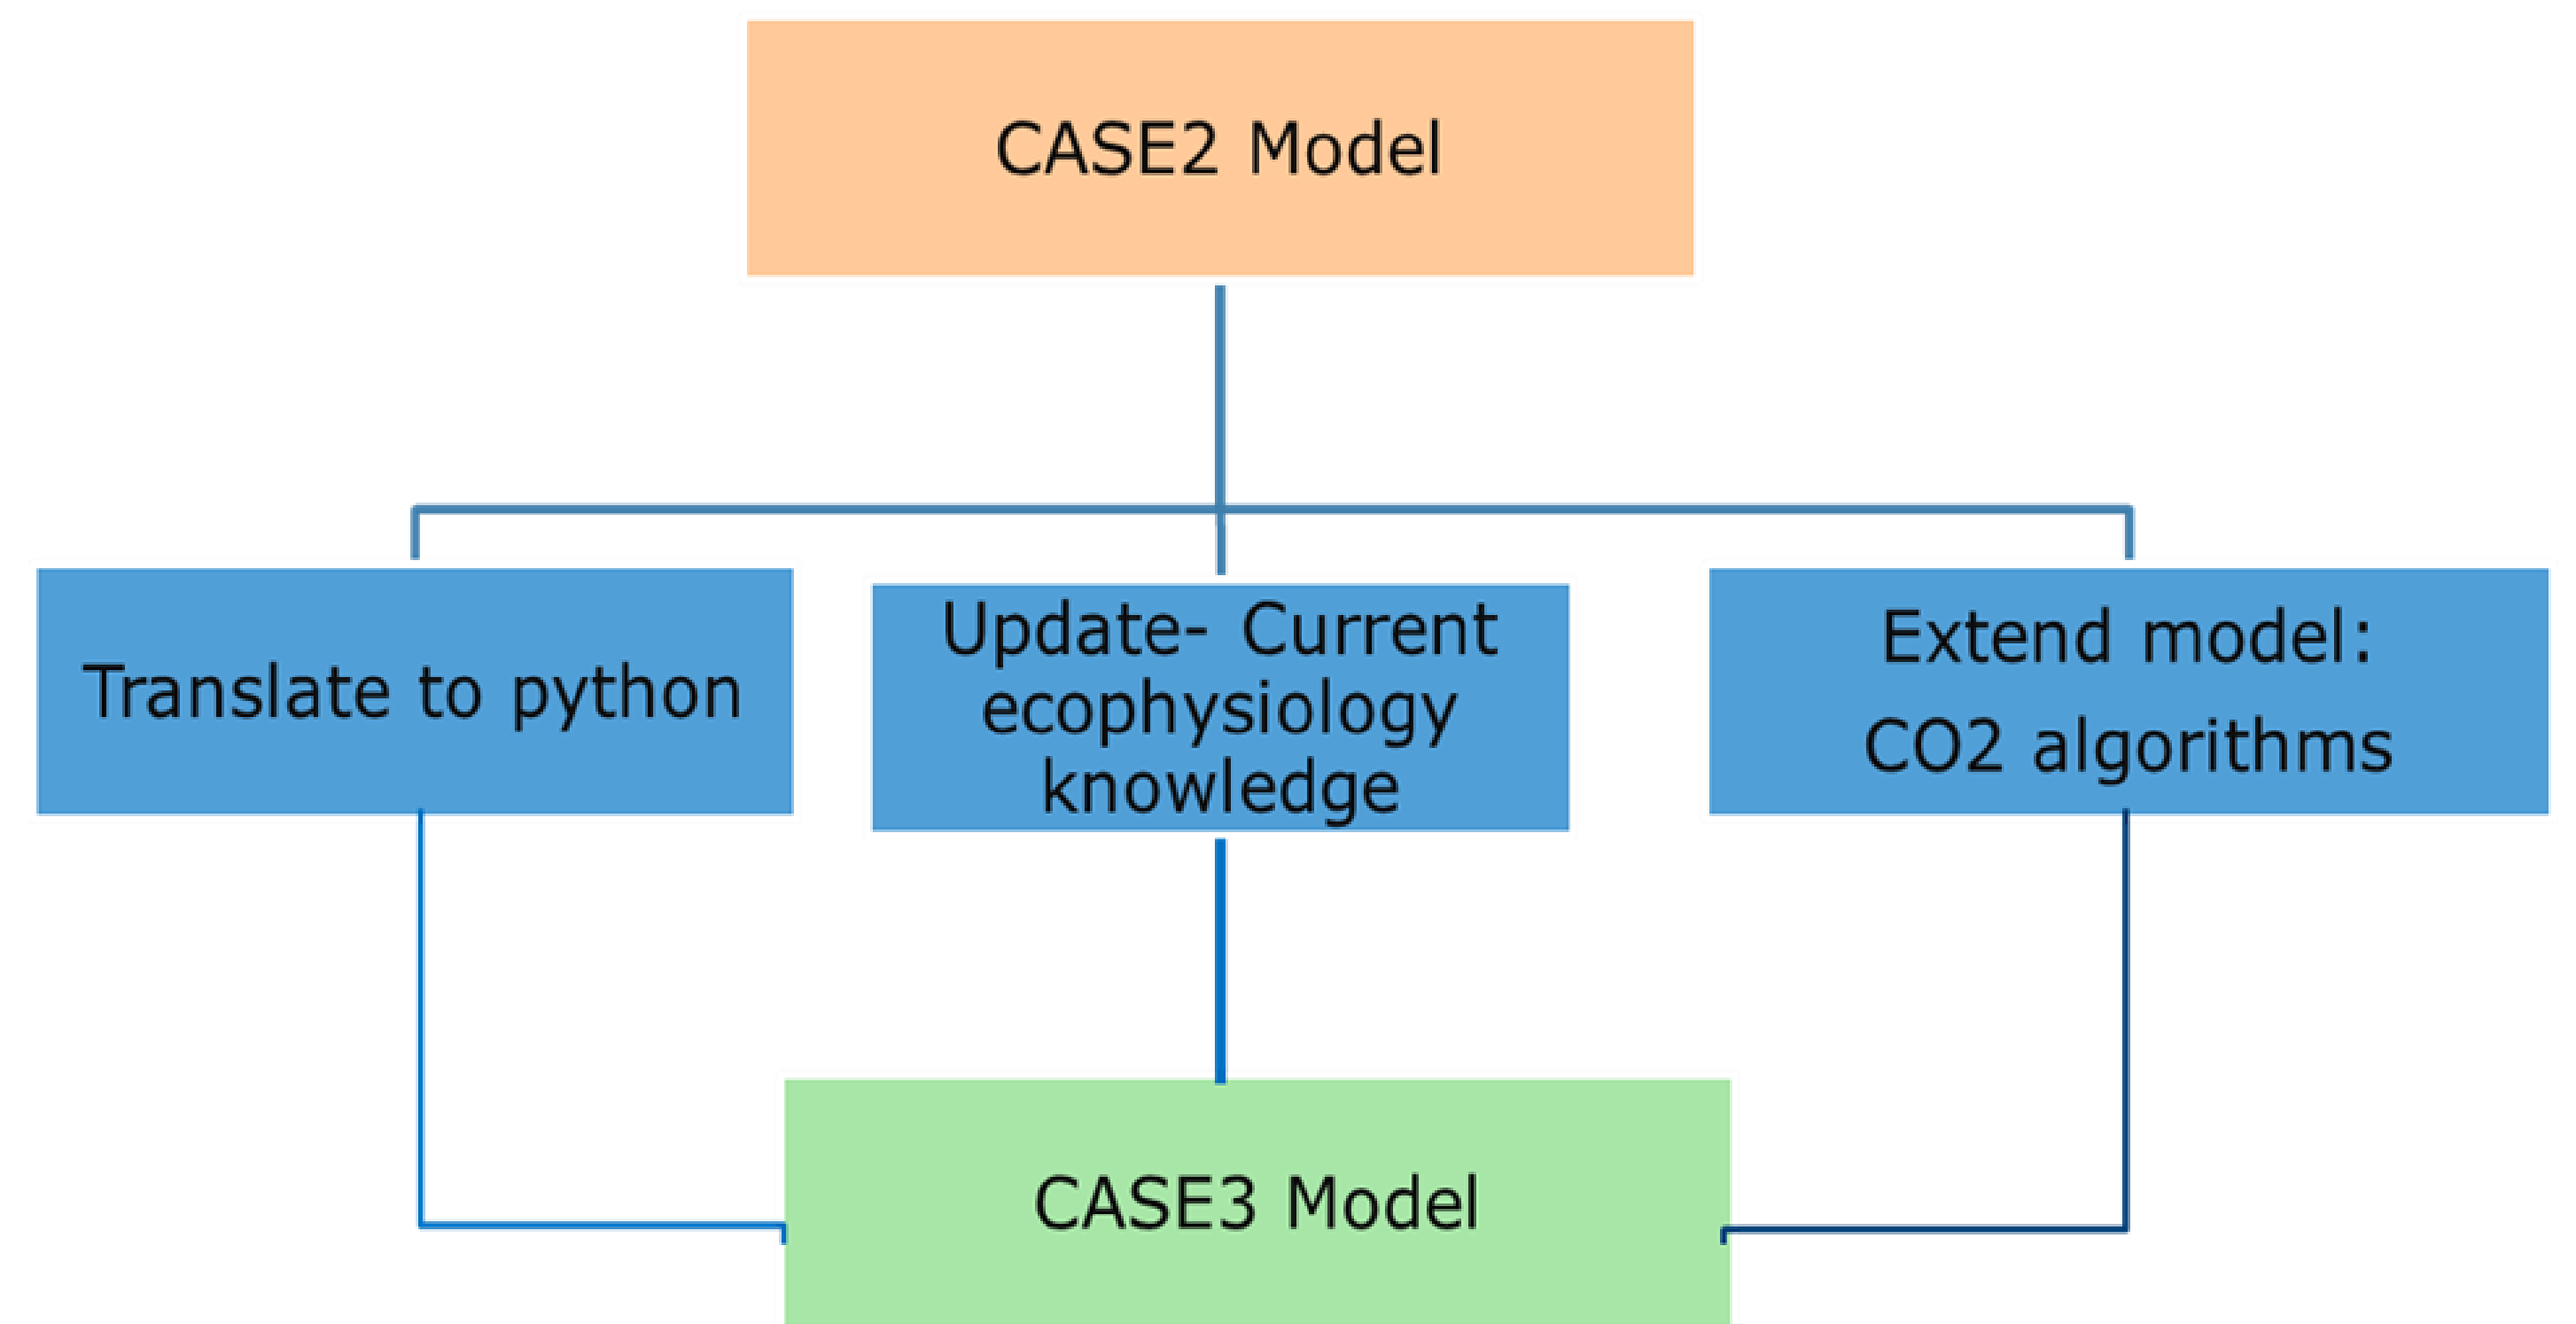 CASE2 Model
Translate to python
Update- Current
ecophysiology
knowledge
Extend model:
CO2 algorithms
CASE3 Model